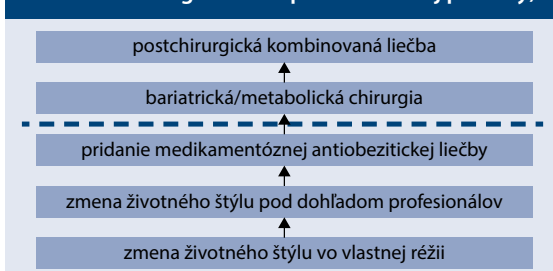 postchirurgická kombinovaná liečba
bariatrická/metabolická chirurgia
pridanie medikamentóznej antiobezitickej liečby
zmena životného štýlu pod dohľadom profesionálov
zmena životného štýlu vo vlastnej réžii